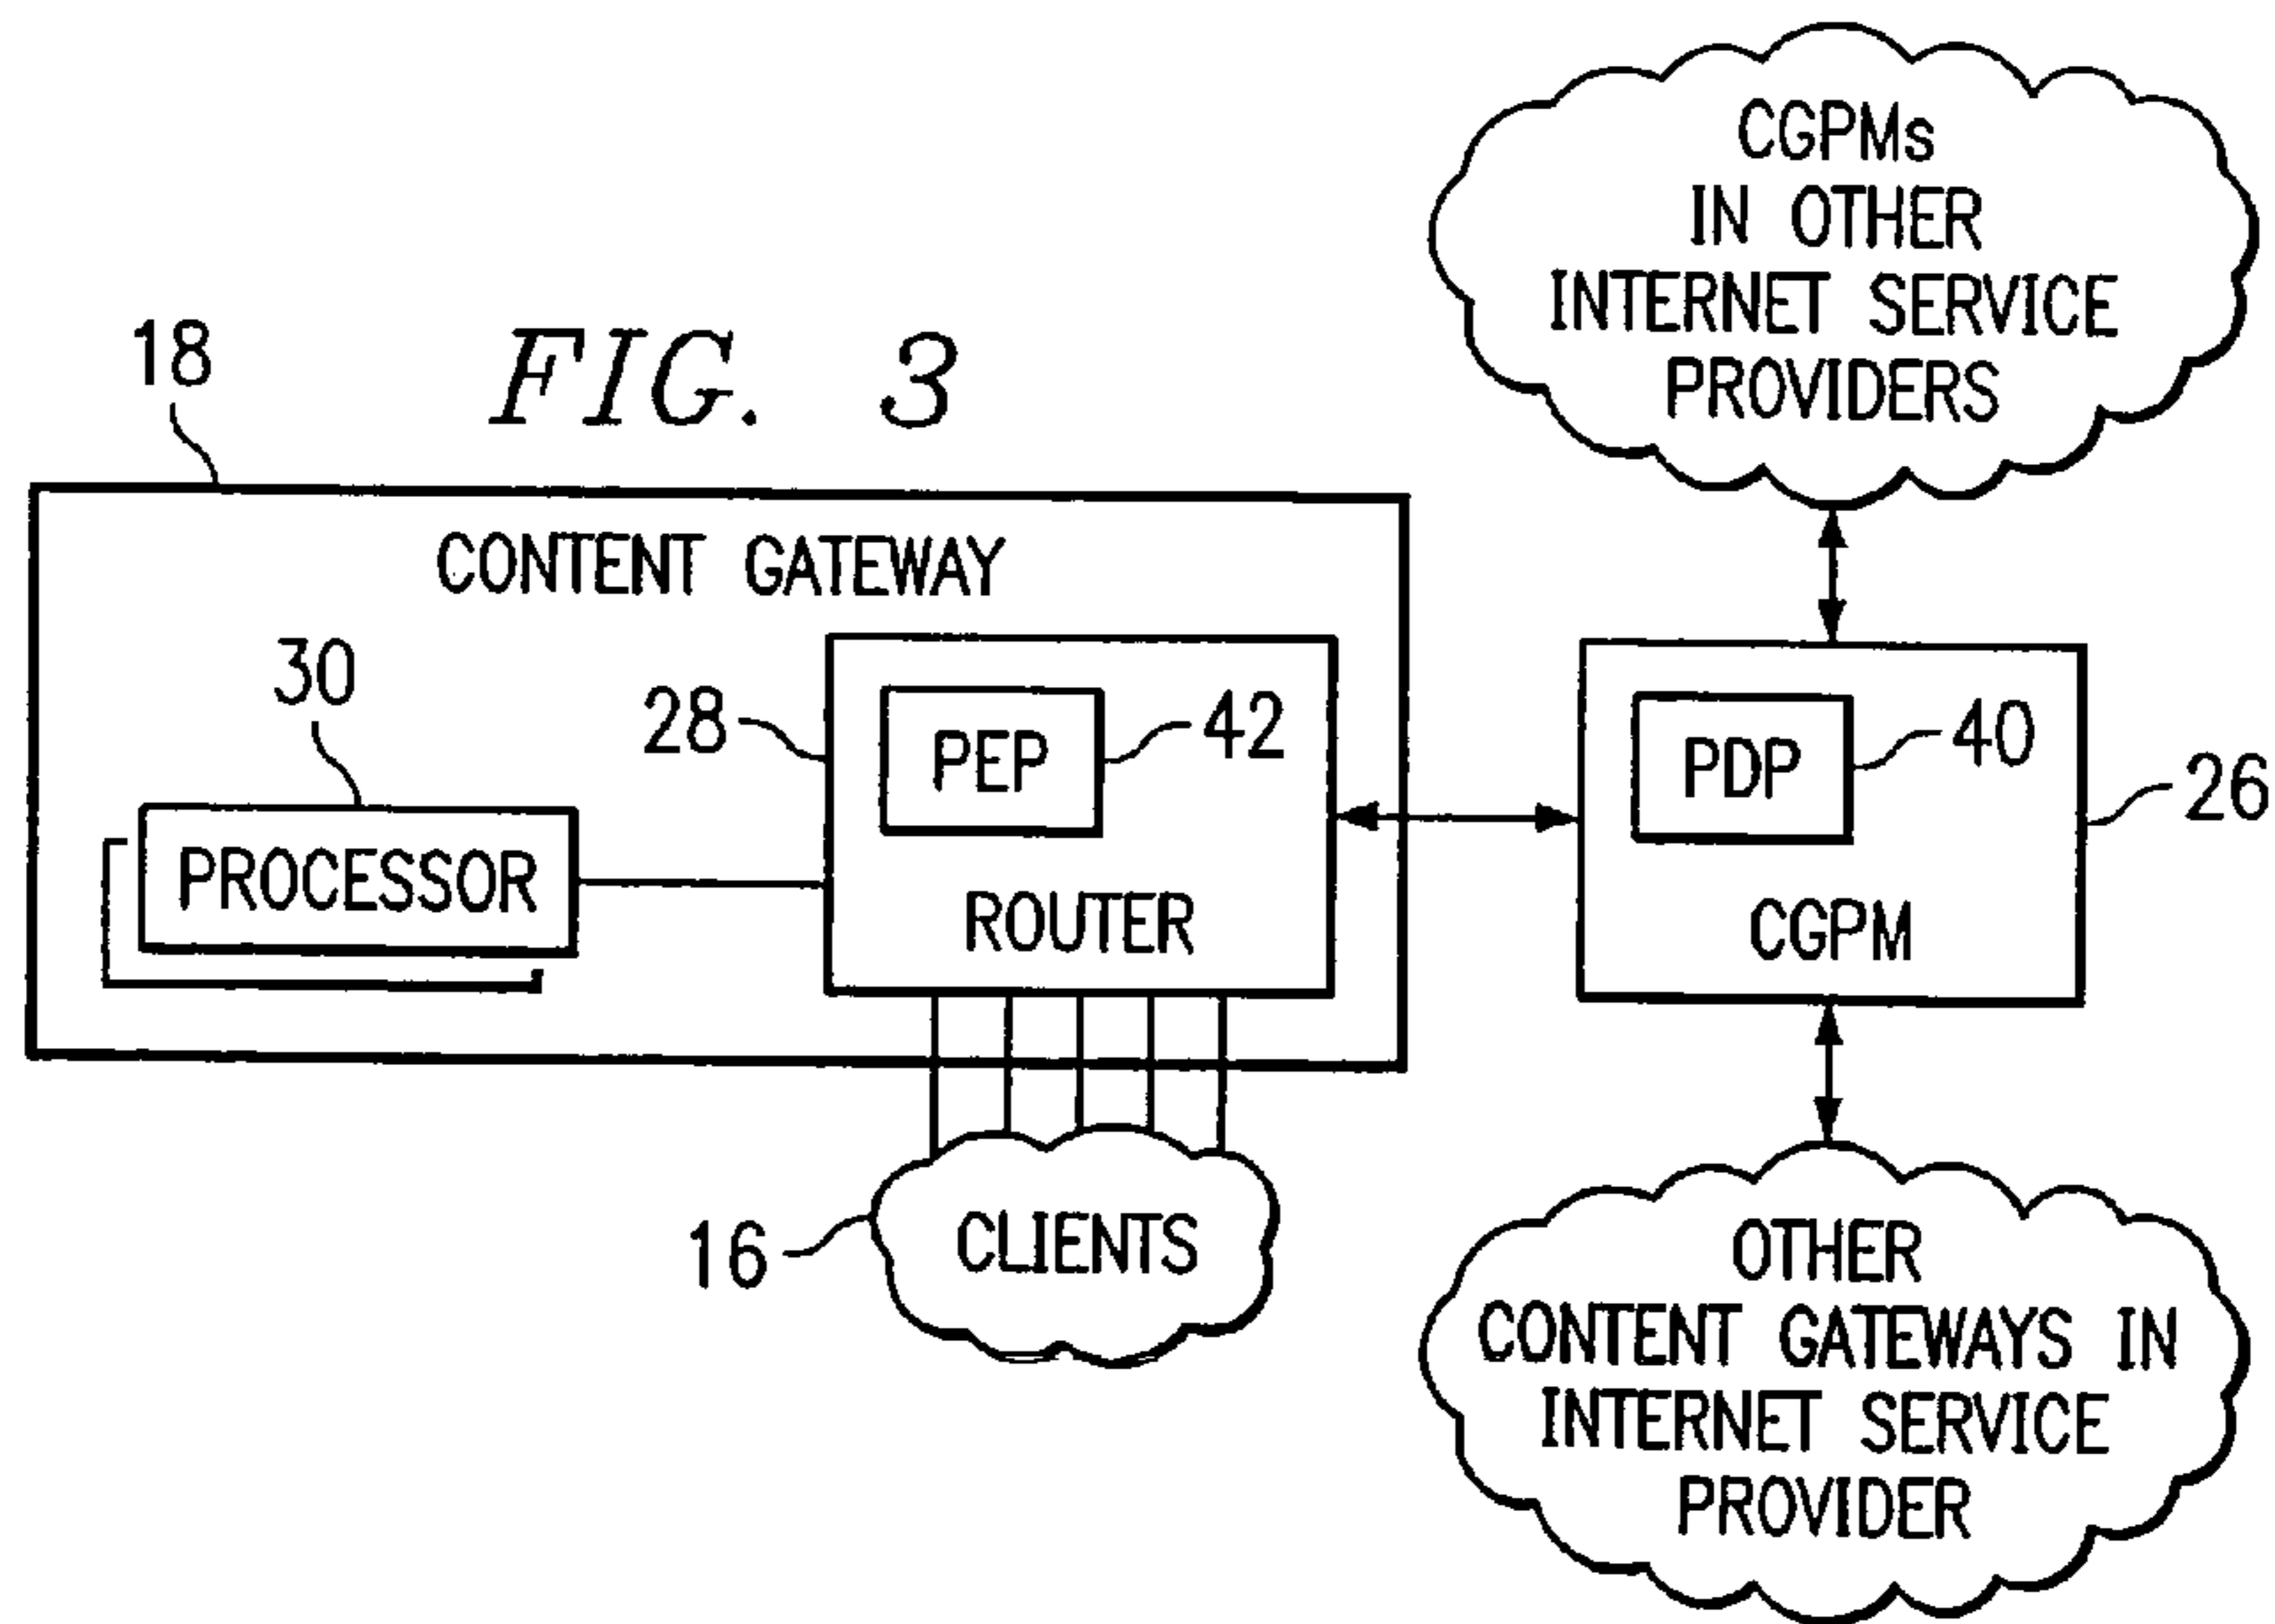 FIG. 3
CGPMs
IN OTHER
INTERNET SERVICE
PROVIDERS
18
CONTENT GATEWAY
30
PROCESSOR
28
PEP
42
ROUTER
PDP
40
26
CGPM
16
CLIENTS
OTHER
CONTENT GATEWAYS IN
INTERNET SERVICE
PROVIDER